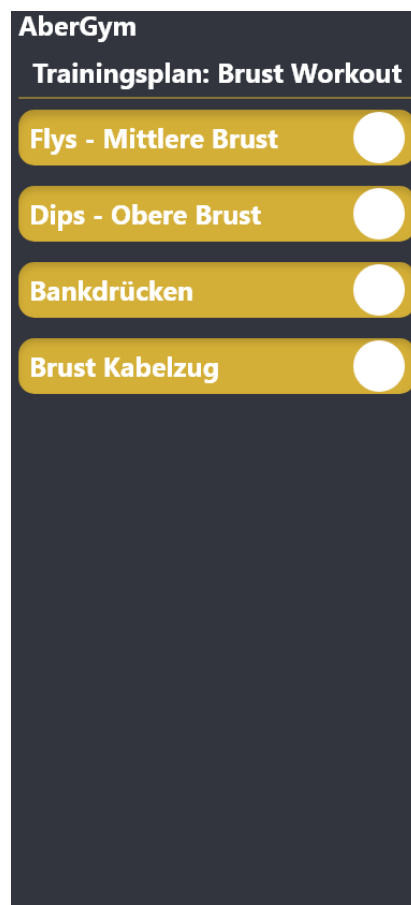 AberGym
Trainingsplan: Brust Workout
Flys - Mittlere Brust
Dips - Obere Brust
Bankdrücken
Brust Kabelzug